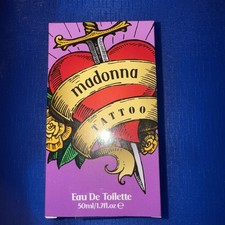 madonna
TATTOO
Eau De Toilette
50ml/1.7fl.oz ℮